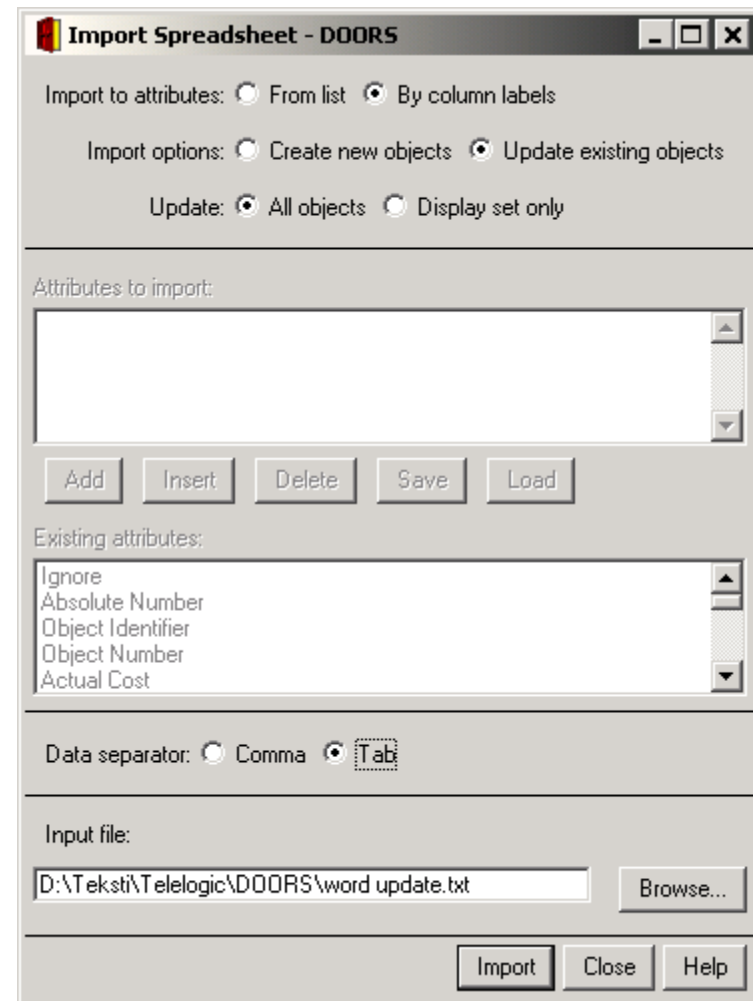 Import Spreadsheet - DOORS
Import to attributes: From list By column labels
Import options: Create new objects Update existing objects
Update: All objects Display set only
Attributes to import:
Add Insert Delete Save Load
Existing attributes:
Ignore
Absolute Number
Object Identifier
Object Number
Actual Cost
Data separator: Comma Tab
Input file:
D:\Teksti\Telelogic\DOORS\word update.txt Browse...
Import Close Help